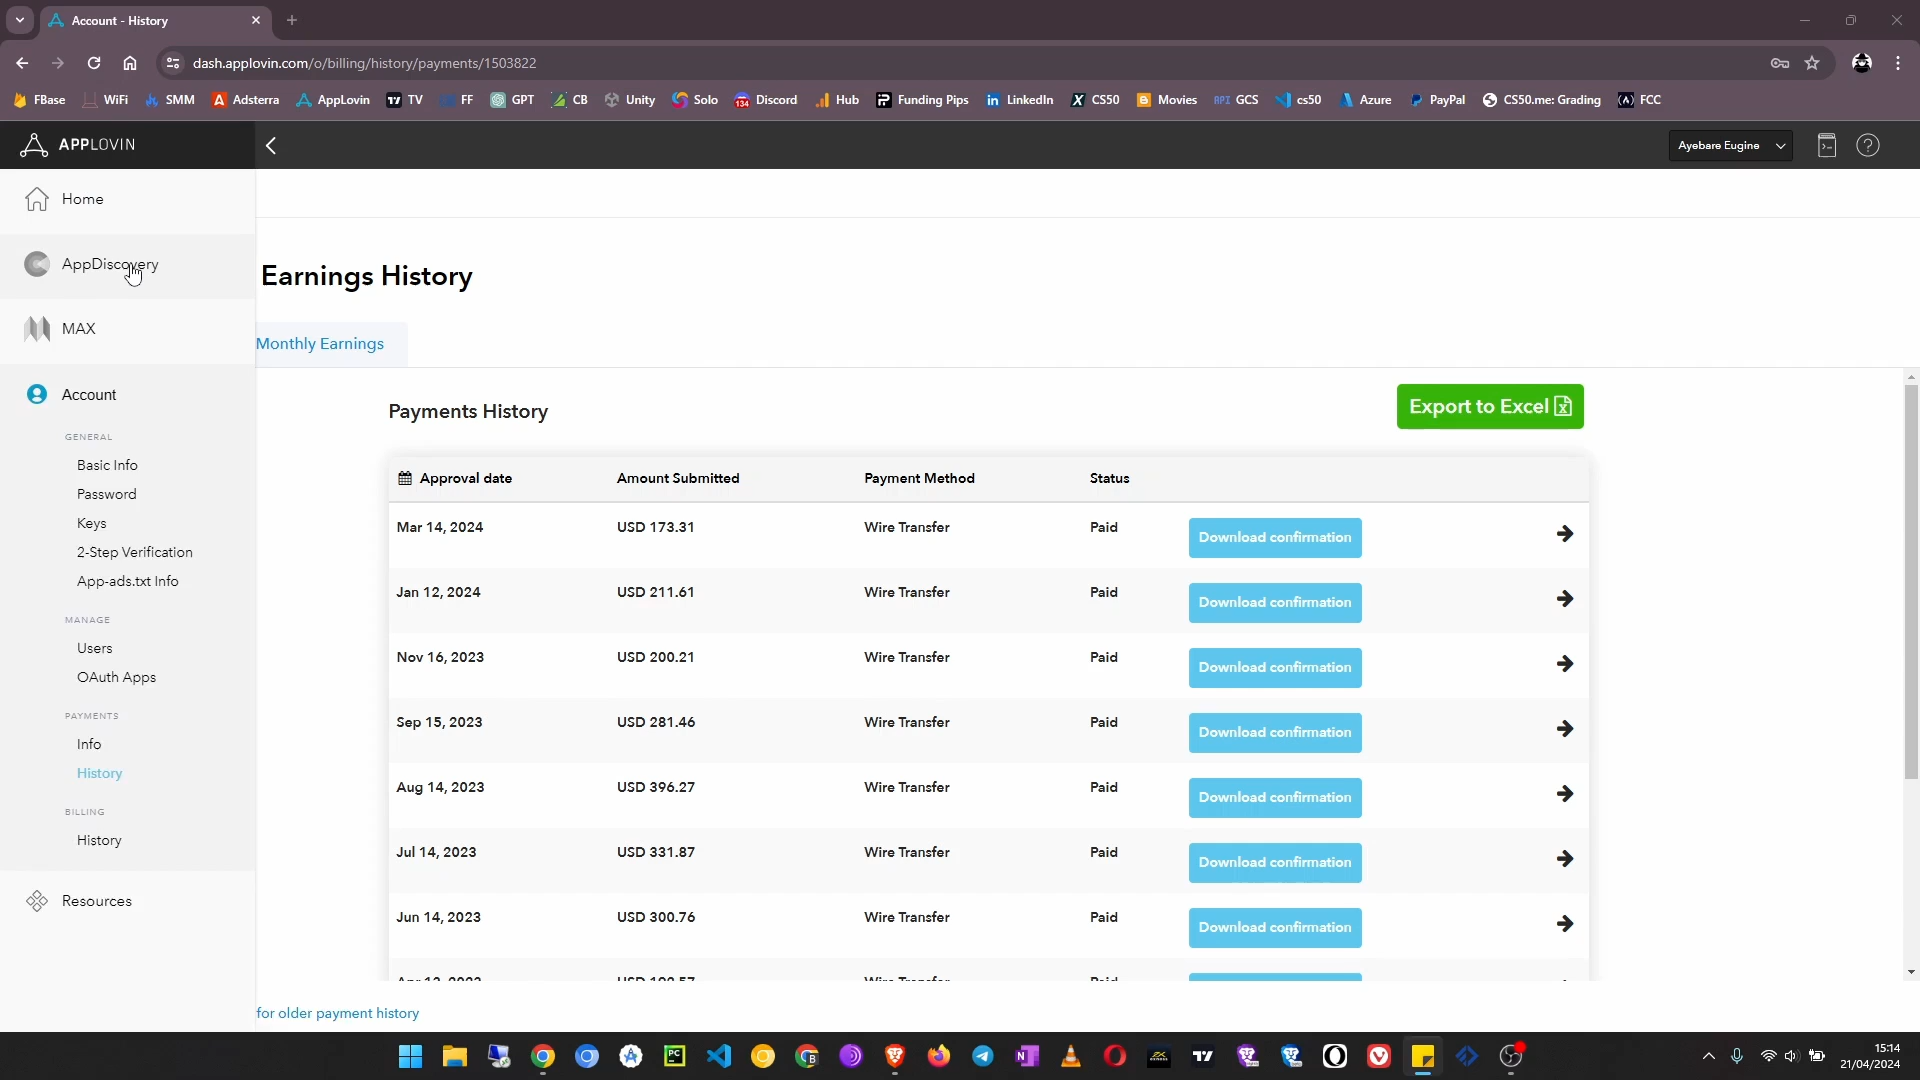 Account - History
dash.applovin.com/o/billing/history/payments/1503822
FBase WiFi SMM Adsterra AppLovin TV FF GPT CB Unity Solo Discord Hub Funding Pips LinkedIn CS50 Movies GCS cs50 Azure PayPal CS50.me: Grading FCC
APPLOVIN
Ayebare Eugine
Home
AppDiscovery
MAX
Account
GENERAL
Basic Info
Password
Keys
2-Step Verification
App-ads.txt Info
MANAGE
Users
OAuth Apps
PAYMENTS
Info
History
BILLING
History
Resources
Earnings History
Monthly Earnings
Payments History
Export to Excel
Approval date Amount Submitted Payment Method Status
Mar 14, 2024 USD 173.31 Wire Transfer Paid Download confirmation
Jan 12, 2024 USD 211.61 Wire Transfer Paid Download confirmation
Nov 16, 2023 USD 200.21 Wire Transfer Paid Download confirmation
Sep 15, 2023 USD 281.46 Wire Transfer Paid Download confirmation
Aug 14, 2023 USD 396.27 Wire Transfer Paid Download confirmation
Jul 14, 2023 USD 331.87 Wire Transfer Paid Download confirmation
Jun 14, 2023 USD 300.76 Wire Transfer Paid Download confirmation
for older payment history
15:14
21/04/2024